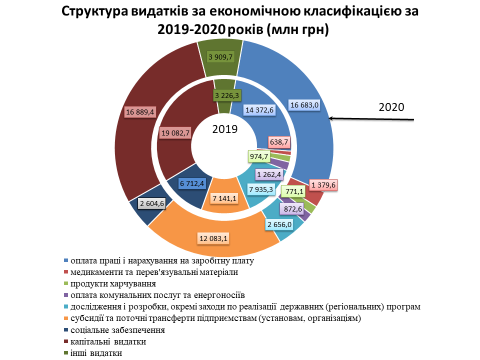 Структура видатків за економічною класифікацією за
2019-2020 років (млн грн)
3 909,7
16 889,4
3 226,3
14 372,6
16 683,0
2020
19 082,7
2019
638,7
974,7
6 712,4
1 262,4
1 379,6
771,1
7 935,3
2 604,6
7 141,1
872,6
2 656,0
12 083,1
оплата праці і нарахування на заробітну плату
медикаменти та перев'язувальні матеріали
продукти харчування
оплата комунальних послуг та енергоносіїв
дослідження і розробки, окремі заходи по реалізації державних (регіональних) програм
субсидії та поточні трансферти підприємствам (установам, організаціям)
соціальне забезпечення
капітальні видатки
інші видатки